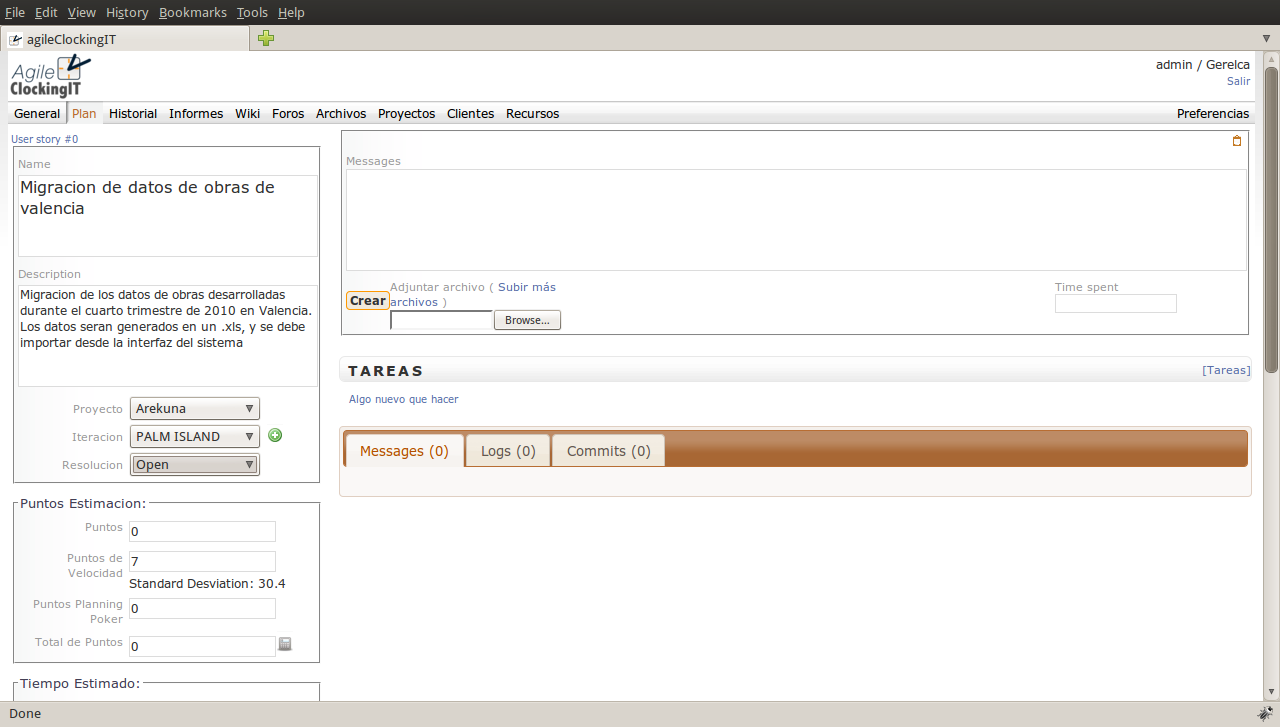 File Edit View History Bookmarks Tools Help
agileClockingIT
Agile
ClockingIT
admin / Gerelca
Salir
General Plan Historial Informes Wiki Foros Archivos Proyectos Clientes Recursos Preferencias
User story #0
Name
Migracion de datos de obras de
valencia
Description
Migracion de los datos de obras desarrolladas
durante el cuarto trimestre de 2010 en Valencia.
Los datos seran generados en un .xls, y se debe
importar desde la interfaz del sistema
Proyecto Arekuna
Iteracion PALM ISLAND
Resolucion Open
Puntos Estimacion:
Puntos 0
Puntos de
Velocidad 7
Standard Desviation: 30.4
Puntos Planning
Poker 0
Total de Puntos 0
Tiempo Estimado:
Messages
Crear
Adjuntar archivo ( Subir más
archivos )
Browse...
Time spent
TAREAS [Tareas]
Algo nuevo que hacer
Messages (0) Logs (0) Commits (0)
Done